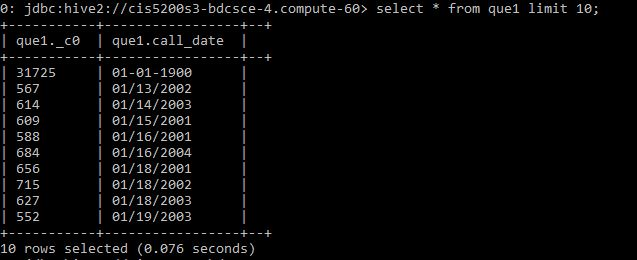 0: jdbc:hive2://cis5200s3-bdcsce-4.compute-60> select * from que1 limit 10;
+-----------+-----------------+--+
| que1._c0  | que1.call_date  |
+-----------+-----------------+--+
| 31725     | 01-01-1900      |
| 567       | 01/13/2002      |
| 614       | 01/14/2003      |
| 609       | 01/15/2001      |
| 588       | 01/16/2001      |
| 684       | 01/16/2004      |
| 656       | 01/18/2001      |
| 715       | 01/18/2002      |
| 627       | 01/18/2003      |
| 552       | 01/19/2003      |
+-----------+-----------------+--+
10 rows selected (0.076 seconds)